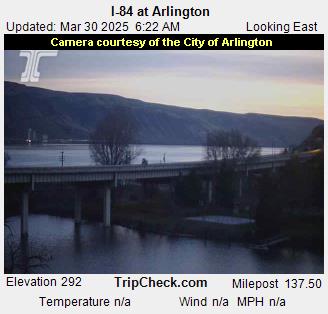 I-84 at Arlington
Updated: Mar 30 2025 6:22 AM Looking East
Camera courtesy of the City of Arlington
Elevation 292 TripCheck.com Milepost 137.50
Temperature n/a Wind n/a MPH n/a